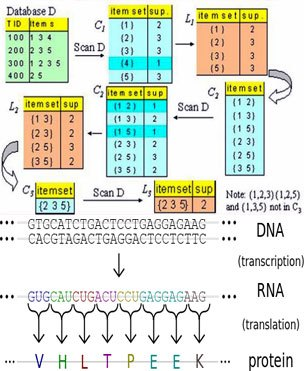 Database D
TID Items
100 1 3 4
200 2 3 5
300 1 2 3 5
400 2 5
Scan D
C1
itemset sup.
{1} 2
{2} 3
{3} 3
{4} 1
{5} 3
L1
itemset sup.
{1} 2
{2} 3
{3} 3
{5} 3
C2
itemset
{1 2}
{1 3}
{1 5}
{2 3}
{2 5}
{3 5}
Scan D
C2
itemset sup
{1 2} 1
{1 3} 2
{1 5} 1
{2 3} 2
{2 5} 3
{3 5} 2
L2
itemset sup
{1 3} 2
{2 3} 2
{2 5} 3
{3 5} 2
C3
itemset
{2 3 5}
Scan D
L3
itemset sup
{2 3 5} 2
Note: {1,2,3}{1,2,5}
and {1,3,5} not in C3
GTGCATCTGACTCCTGAGGAGAAG
CACGTAGACTGAGGACTCCTCTTC
DNA
(transcription)
GUGCAUCUGACUCCUGAGGAGAAG
RNA
(translation)
V H L T P E E K
protein